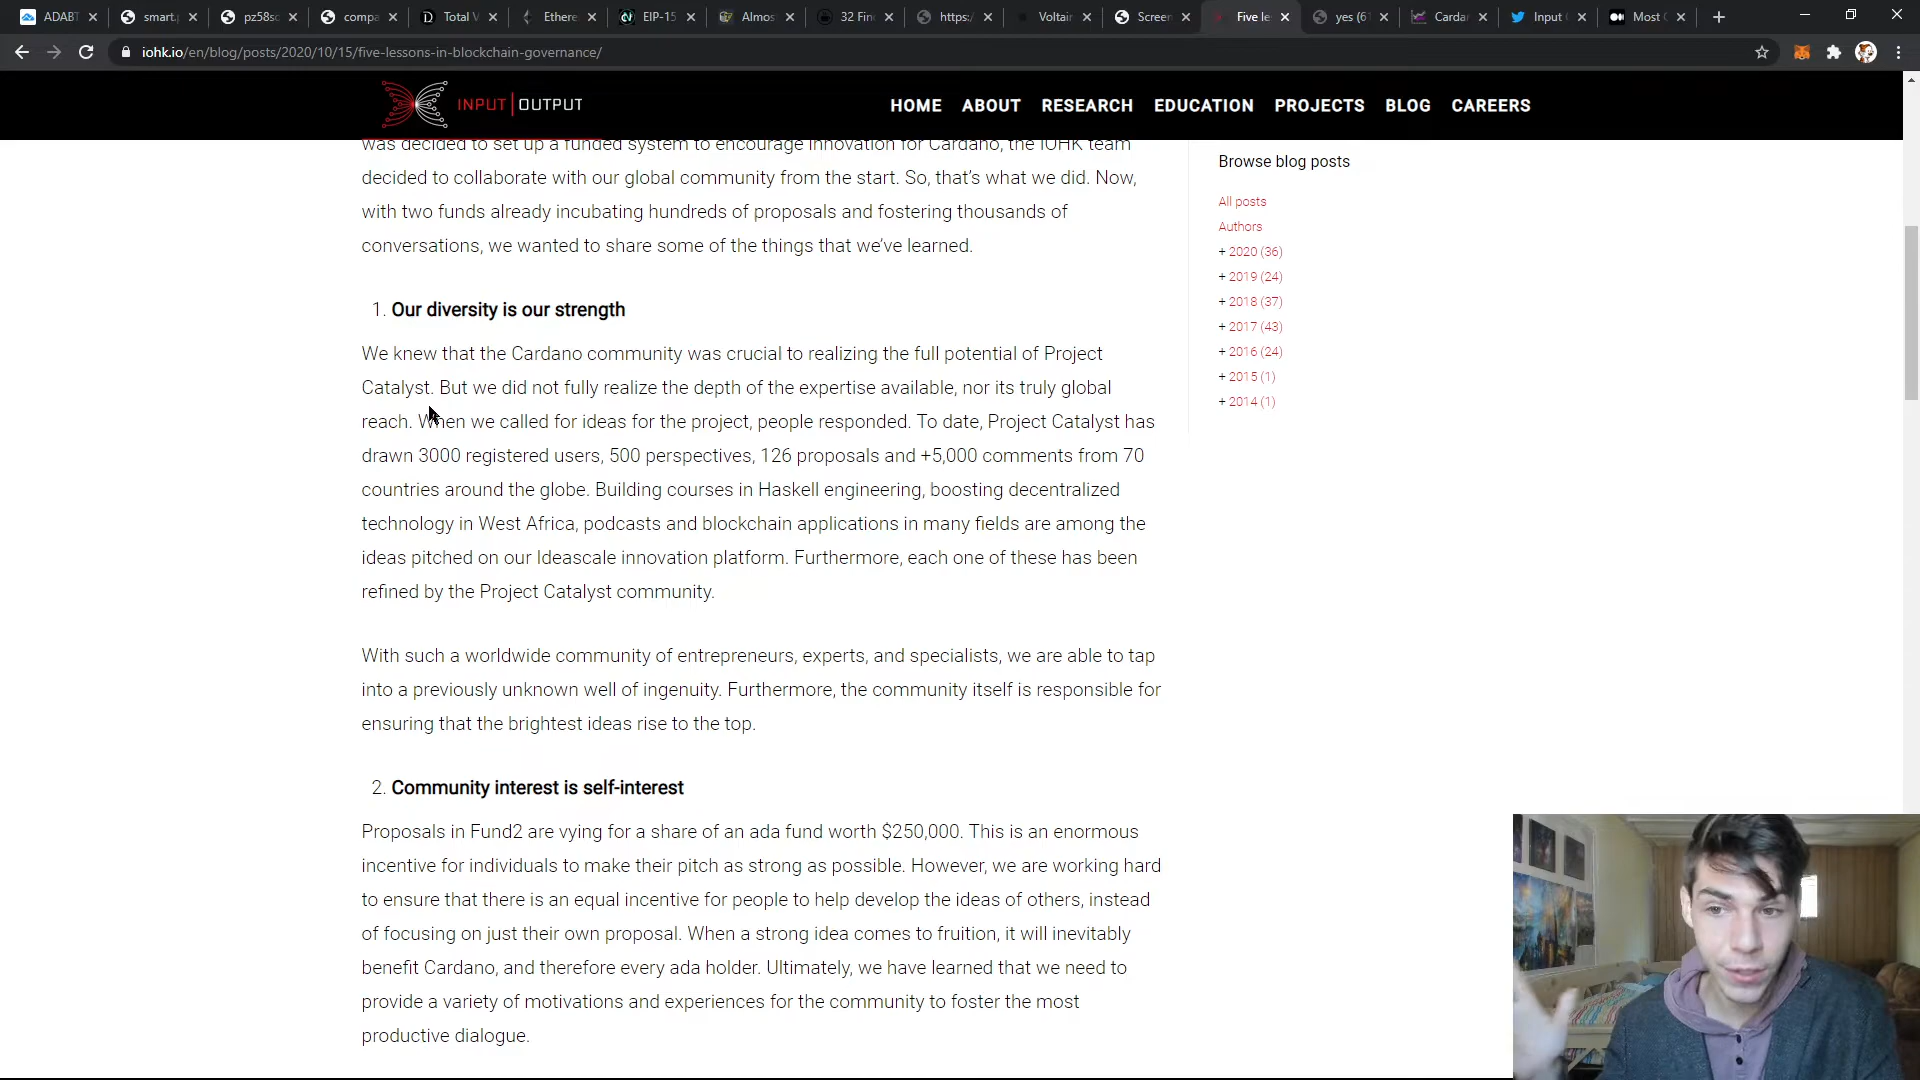 ADABT
smart.
pz58sc
compa
Total V
Ethere
EIP-15
Almos
32 Fin
https:/
Voltair
Screen
Five le
yes (6
Cardar
Input
Most
iohk.io/en/blog/posts/2020/10/15/five-lessons-in-blockchain-governance/
INPUT|OUTPUT
HOME ABOUT RESEARCH EDUCATION PROJECTS BLOG CAREERS
was decided to set up a funded system to encourage innovation for Cardano, the IOHK team
decided to collaborate with our global community from the start. So, that's what we did. Now,
with two funds already incubating hundreds of proposals and fostering thousands of
conversations, we wanted to share some of the things that we've learned.
1. Our diversity is our strength
We knew that the Cardano community was crucial to realizing the full potential of Project
Catalyst. But we did not fully realize the depth of the expertise available, nor its truly global
reach. When we called for ideas for the project, people responded. To date, Project Catalyst has
drawn 3000 registered users, 500 perspectives, 126 proposals and +5,000 comments from 70
countries around the globe. Building courses in Haskell engineering, boosting decentralized
technology in West Africa, podcasts and blockchain applications in many fields are among the
ideas pitched on our Ideascale innovation platform. Furthermore, each one of these has been
refined by the Project Catalyst community.
With such a worldwide community of entrepreneurs, experts, and specialists, we are able to tap
into a previously unknown well of ingenuity. Furthermore, the community itself is responsible for
ensuring that the brightest ideas rise to the top.
2. Community interest is self-interest
Proposals in Fund2 are vying for a share of an ada fund worth $250,000. This is an enormous
incentive for individuals to make their pitch as strong as possible. However, we are working hard
to ensure that there is an equal incentive for people to help develop the ideas of others, instead
of focusing on just their own proposal. When a strong idea comes to fruition, it will inevitably
benefit Cardano, and therefore every ada holder. Ultimately, we have learned that we need to
provide a variety of motivations and experiences for the community to foster the most
productive dialogue.
Browse blog posts
All posts
Authors
+ 2020 (36)
+ 2019 (24)
+ 2018 (37)
+ 2017 (43)
+ 2016 (24)
+ 2015 (1)
+ 2014 (1)